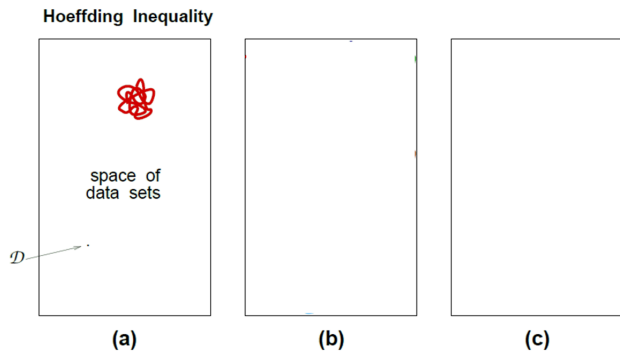 Hoeffding Inequality
space of
data sets
𝒟
(a)
(b)
(c)